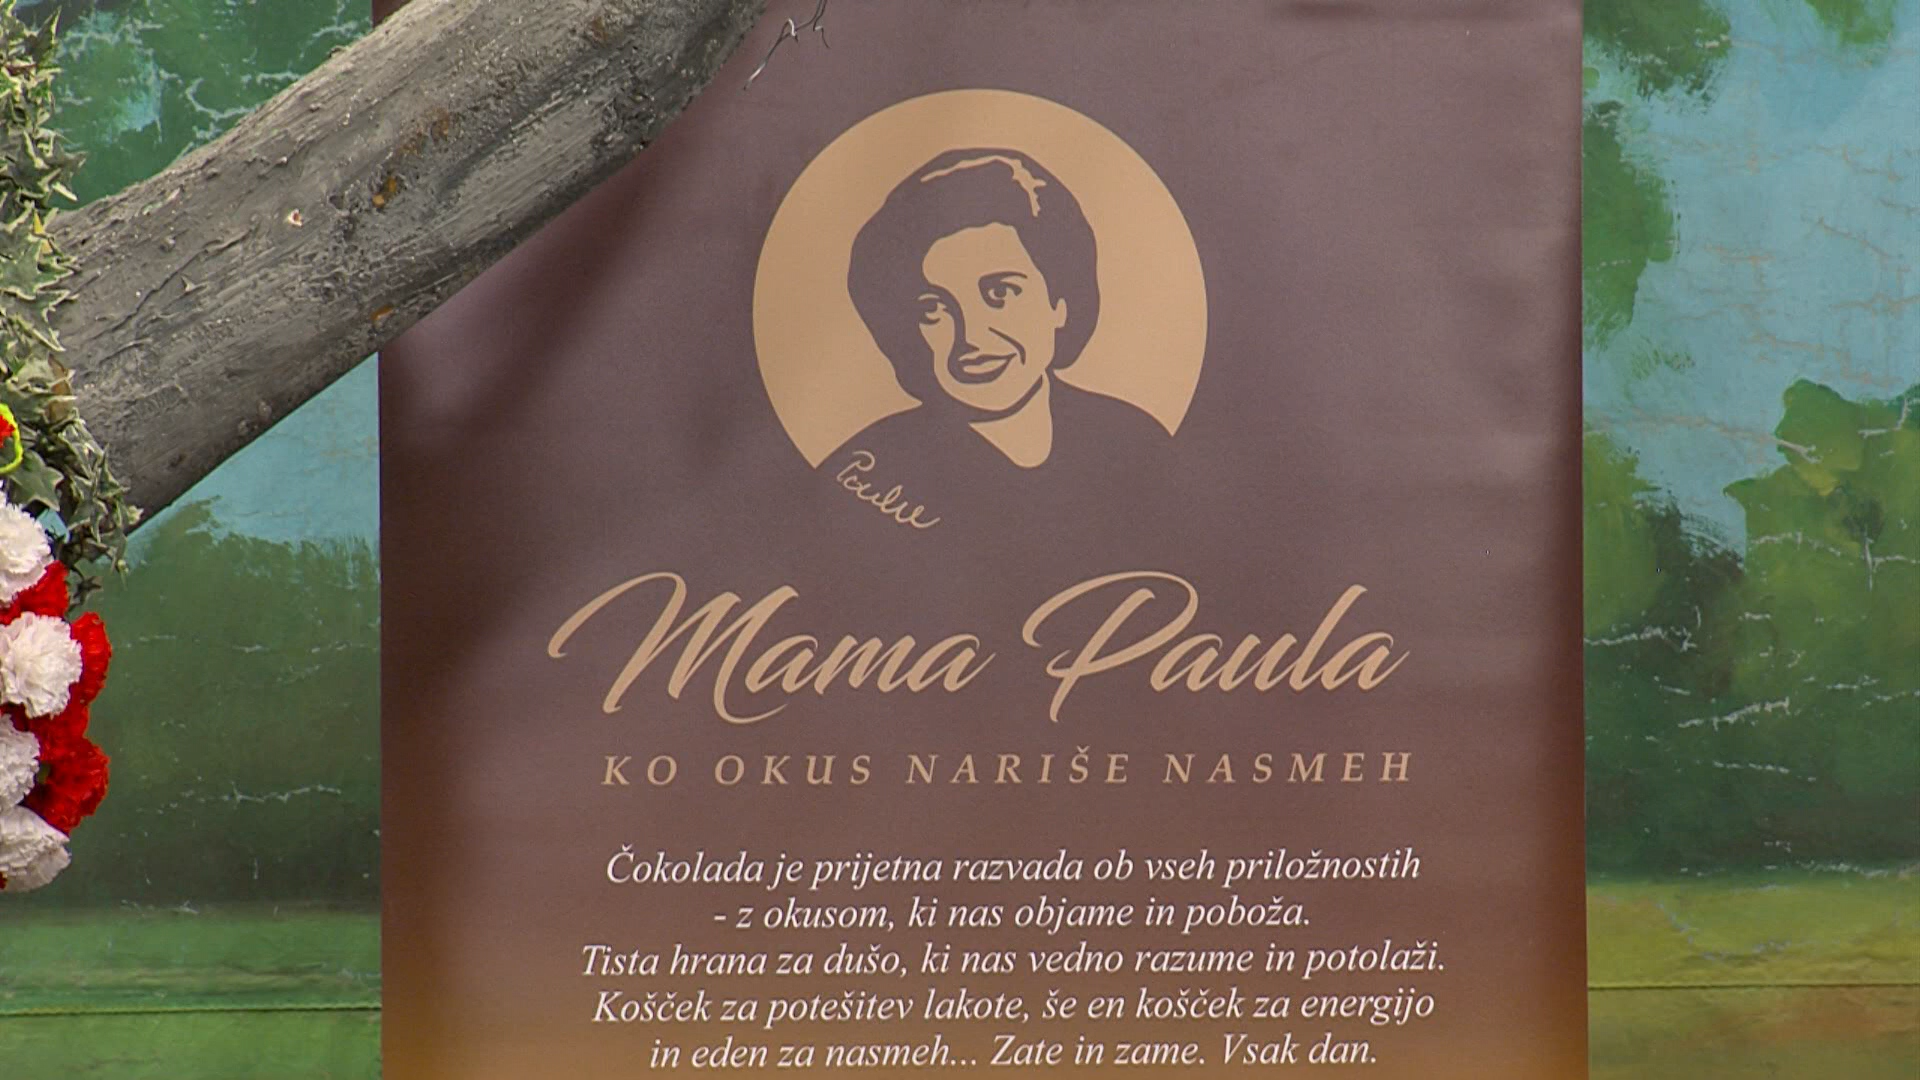 Paula
Mama Paula
KO OKUS NARIŠE NASMEH
Čokolada je prijetna razvada ob vseh priložnostih
- z okusom, ki nas objame in poboža.
Tista hrana za dušo, ki nas vedno razume in potolaži.
Košček za potešitev lakote, še en košček za energijo
in eden za nasmeh... Zate in zame. Vsak dan.